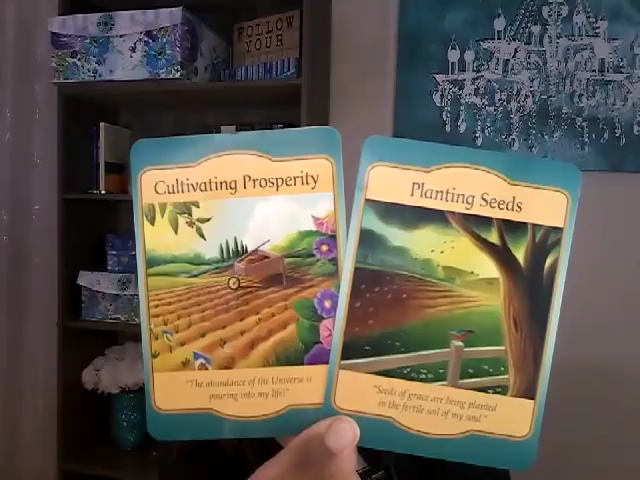 FOLLOW
YOUR
Cultivating Prosperity
"The abundance of the Universe is
pouring into my life!"
Planting Seeds
"Seeds of grace are being planted
in the fertile soil of my soul."